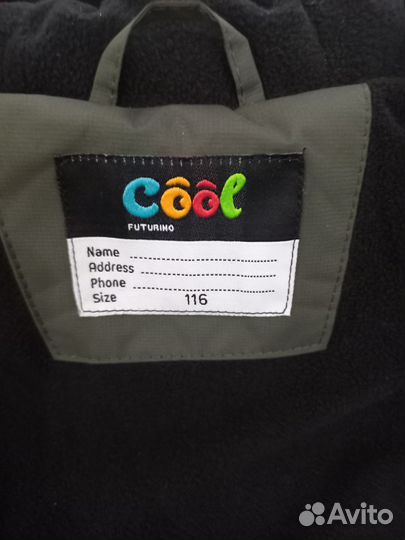 Côôl
FUTURINO
Name
Address
Phone
Size 116
Avito